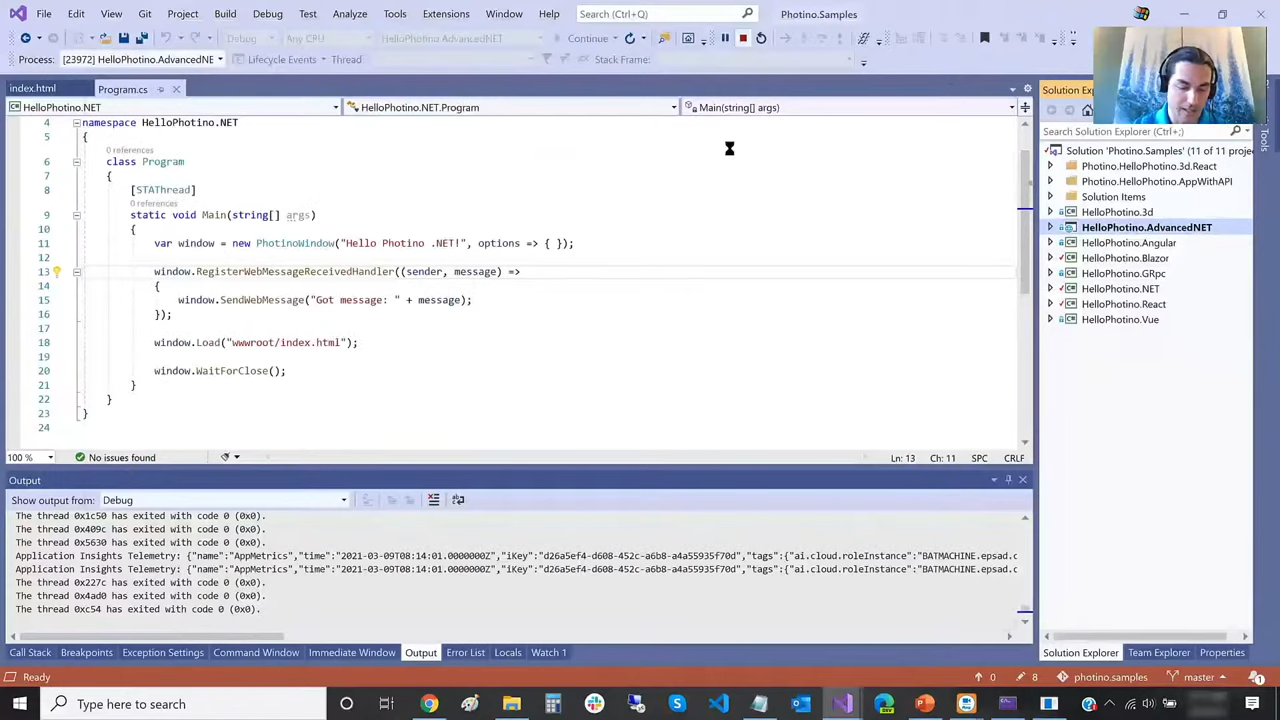 File Edit View Git Project Build Debug Test Analyze Tools Extensions Window Help Search (Ctrl+Q) Photino.Samples
Debug Any CPU HelloPhotino.AdvancedNET Continue
Process: [23972] HelloPhotino.AdvancedNE Lifecycle Events Thread: Stack Frame:
index.html Program.cs
HelloPhotino.NET HelloPhotino.NET.Program Main(string[] args)
4 namespace HelloPhotino.NET
5 {
0 references
6 class Program
7 {
8 [STAThread]
0 references
9 static void Main(string[] args)
10 {
11 var window = new PhotinoWindow("Hello Photino .NET!", options => { });
12
13 window.RegisterWebMessageReceivedHandler((sender, message) =>
14 {
15 window.SendWebMessage("Got message: " + message);
16 });
17
18 window.Load("wwwroot/index.html");
19
20 window.WaitForClose();
21 }
22 }
23 }
24
100 % No issues found Ln: 13 Ch: 11 SPC CRLF
Output
Show output from: Debug
The thread 0x1c50 has exited with code 0 (0x0).
The thread 0x409c has exited with code 0 (0x0).
The thread 0x5630 has exited with code 0 (0x0).
Application Insights Telemetry: {"name":"AppMetrics","time":"2021-03-09T08:14:01.0000000Z","iKey":"d26a5ef4-d608-452c-a6b8-a4a55935f70d","tags":{"ai.cloud.roleInstance":"BATMACHINE.epsad.c
Application Insights Telemetry: {"name":"AppMetrics","time":"2021-03-09T08:14:01.0000000Z","iKey":"d26a5ef4-d608-452c-a6b8-a4a55935f70d","tags":{"ai.cloud.roleInstance":"BATMACHINE.epsad.c
The thread 0x227c has exited with code 0 (0x0).
The thread 0x4ad0 has exited with code 0 (0x0).
The thread 0xc54 has exited with code 0 (0x0).
Call Stack Breakpoints Exception Settings Command Window Immediate Window Output Error List Locals Watch 1
Solution Ex
Search Solution Explorer (Ctrl+;)
Solution 'Photino.Samples' (11 of 11 proje
Photino.HelloPhotino.3d.React
Photino.HelloPhotino.AppWithAPI
Solution Items
HelloPhotino.3d
HelloPhotino.AdvancedNET
HelloPhotino.Angular
HelloPhotino.Blazor
HelloPhotino.GRpc
HelloPhotino.NET
HelloPhotino.React
HelloPhotino.Vue
Solution Explorer Team Explorer Properties
Toolbox
Ready 0 8 photino.samples master 1
Type here to search